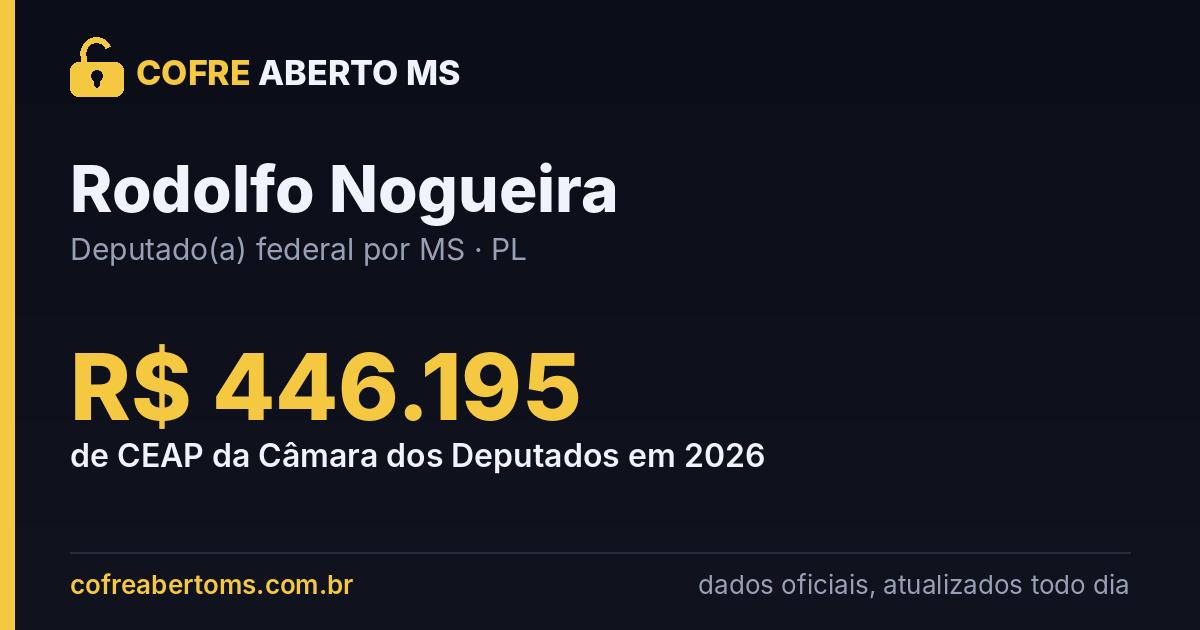 COFRE ABERTO MS
Rodolfo Nogueira
Deputado(a) federal por MS · PL
R$ 446.195
de CEAP da Câmara dos Deputados em 2026
cofreabertoms.com.br
dados oficiais, atualizados todo dia